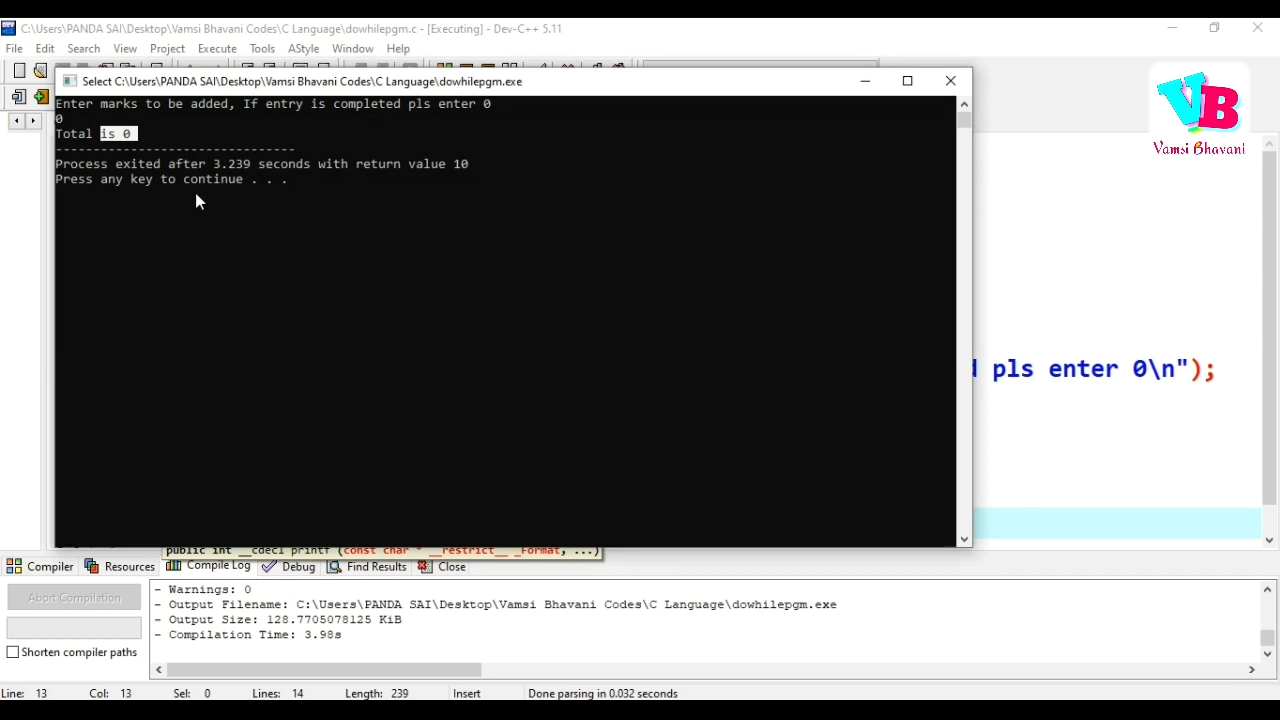 C:\Users\PANDA SAI\Desktop\Vamsi Bhavani Codes\C Language\dowhilepgm.c - [Executing] - Dev-C++ 5.11
File Edit Search View Project Execute Tools AStyle Window Help
Select C:\Users\PANDA SAI\Desktop\Vamsi Bhavani Codes\C Language\dowhilepgm.exe
Enter marks to be added, If entry is completed pls enter 0
0
Total is 0
--------------------------------
Process exited after 3.239 seconds with return value 10
Press any key to continue . . .
VB
Vamsi Bhavani
pls enter 0\n");
public int __cdecl printf (const char * __restrict__ _Format, ...)
Compiler Resources Compile Log Debug Find Results Close
Abort Compilation
Shorten compiler paths
- Warnings: 0
- Output Filename: C:\Users\PANDA SAI\Desktop\Vamsi Bhavani Codes\C Language\dowhilepgm.exe
- Output Size: 128.7705078125 KiB
- Compilation Time: 3.98s
Line: 13 Col: 13 Sel: 0 Lines: 14 Length: 239 Insert Done parsing in 0.032 seconds